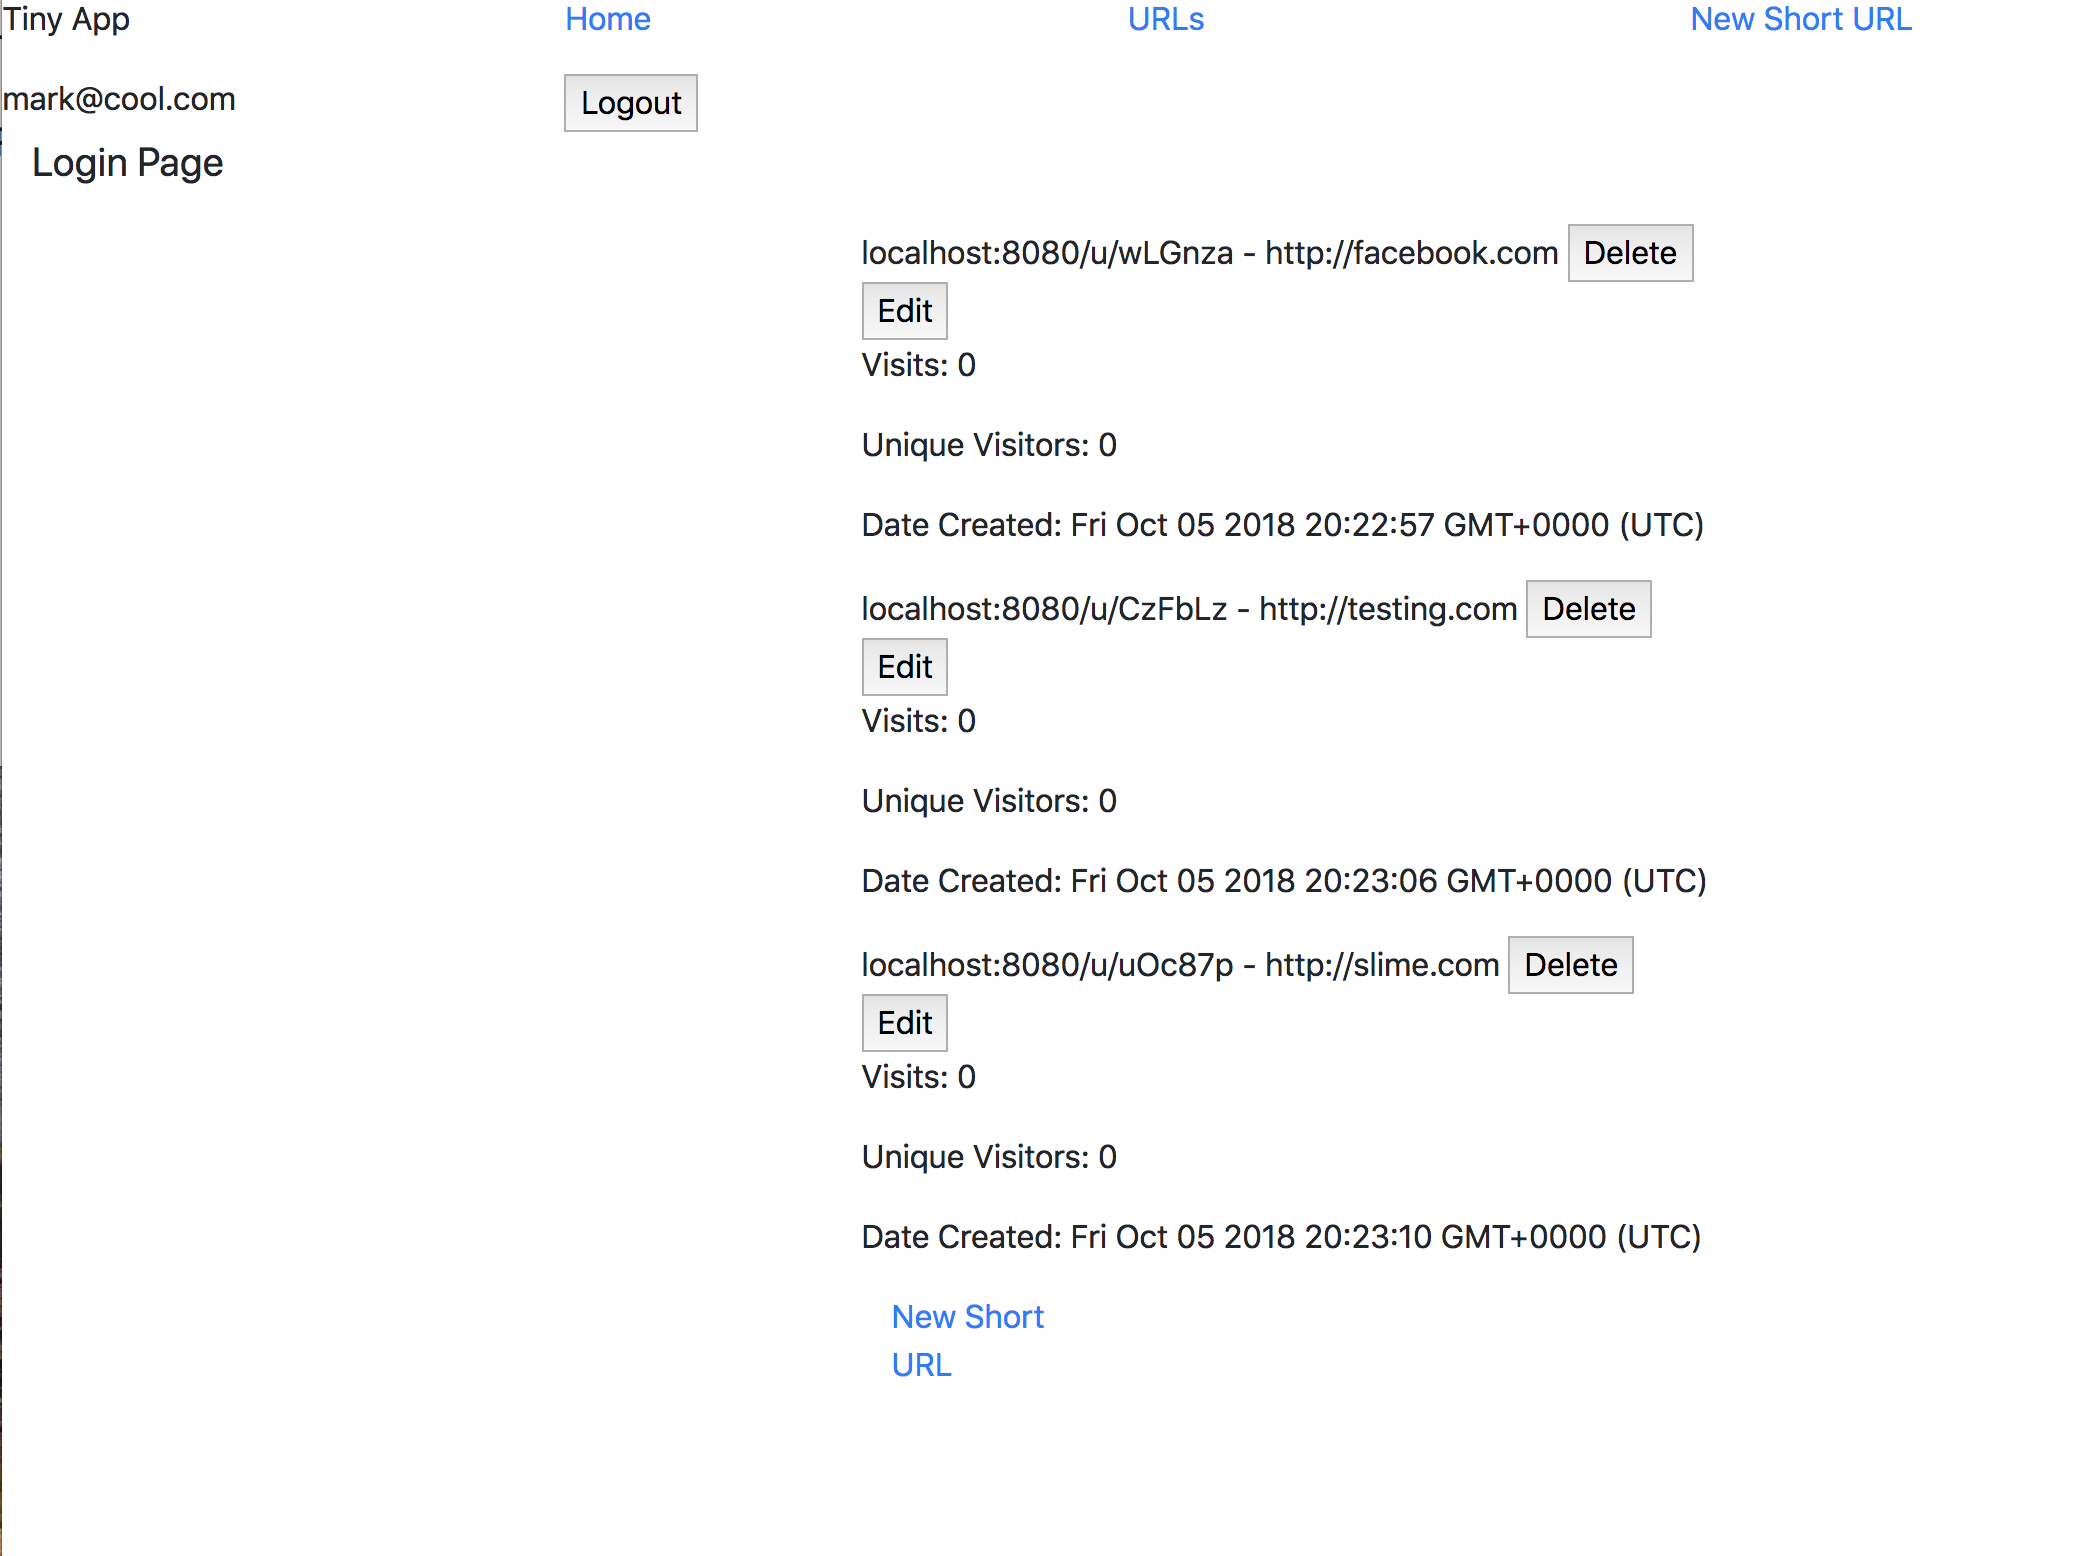 Tiny App Home URLs New Short URL
mark@cool.com Logout
Login Page
localhost:8080/u/wLGnza - http://facebook.com Delete
Edit
Visits: 0
Unique Visitors: 0
Date Created: Fri Oct 05 2018 20:22:57 GMT+0000 (UTC)
localhost:8080/u/CzFbLz - http://testing.com Delete
Edit
Visits: 0
Unique Visitors: 0
Date Created: Fri Oct 05 2018 20:23:06 GMT+0000 (UTC)
localhost:8080/u/uOc87p - http://slime.com Delete
Edit
Visits: 0
Unique Visitors: 0
Date Created: Fri Oct 05 2018 20:23:10 GMT+0000 (UTC)
New Short
URL